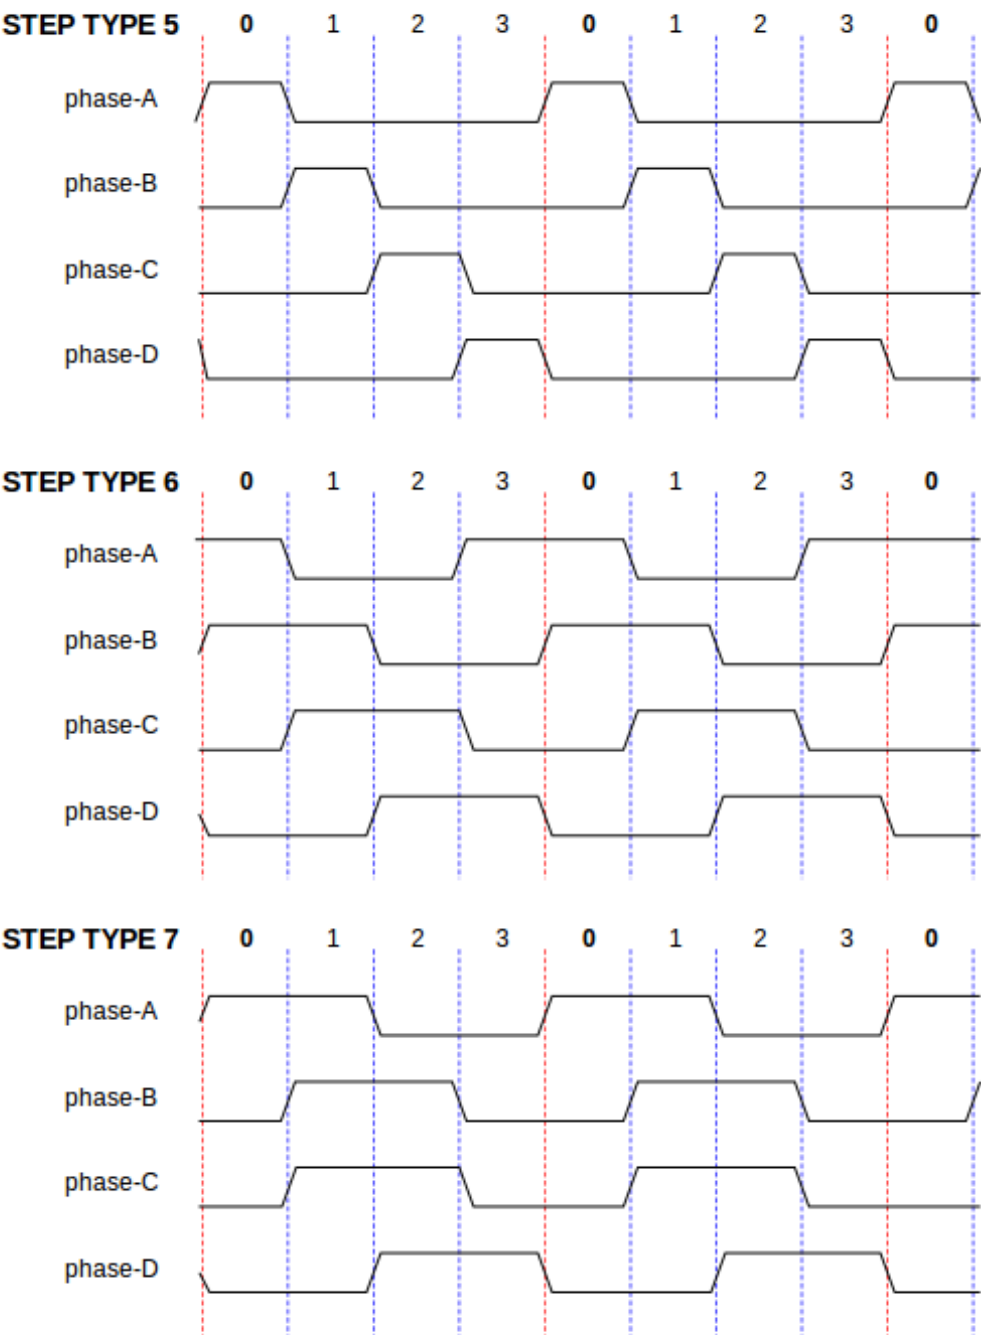 STEP TYPE 5 0 1 2 3 0 1 2 3 0
phase-A
phase-B
phase-C
phase-D
STEP TYPE 6 0 1 2 3 0 1 2 3 0
phase-A
phase-B
phase-C
phase-D
STEP TYPE 7 0 1 2 3 0 1 2 3 0
phase-A
phase-B
phase-C
phase-D